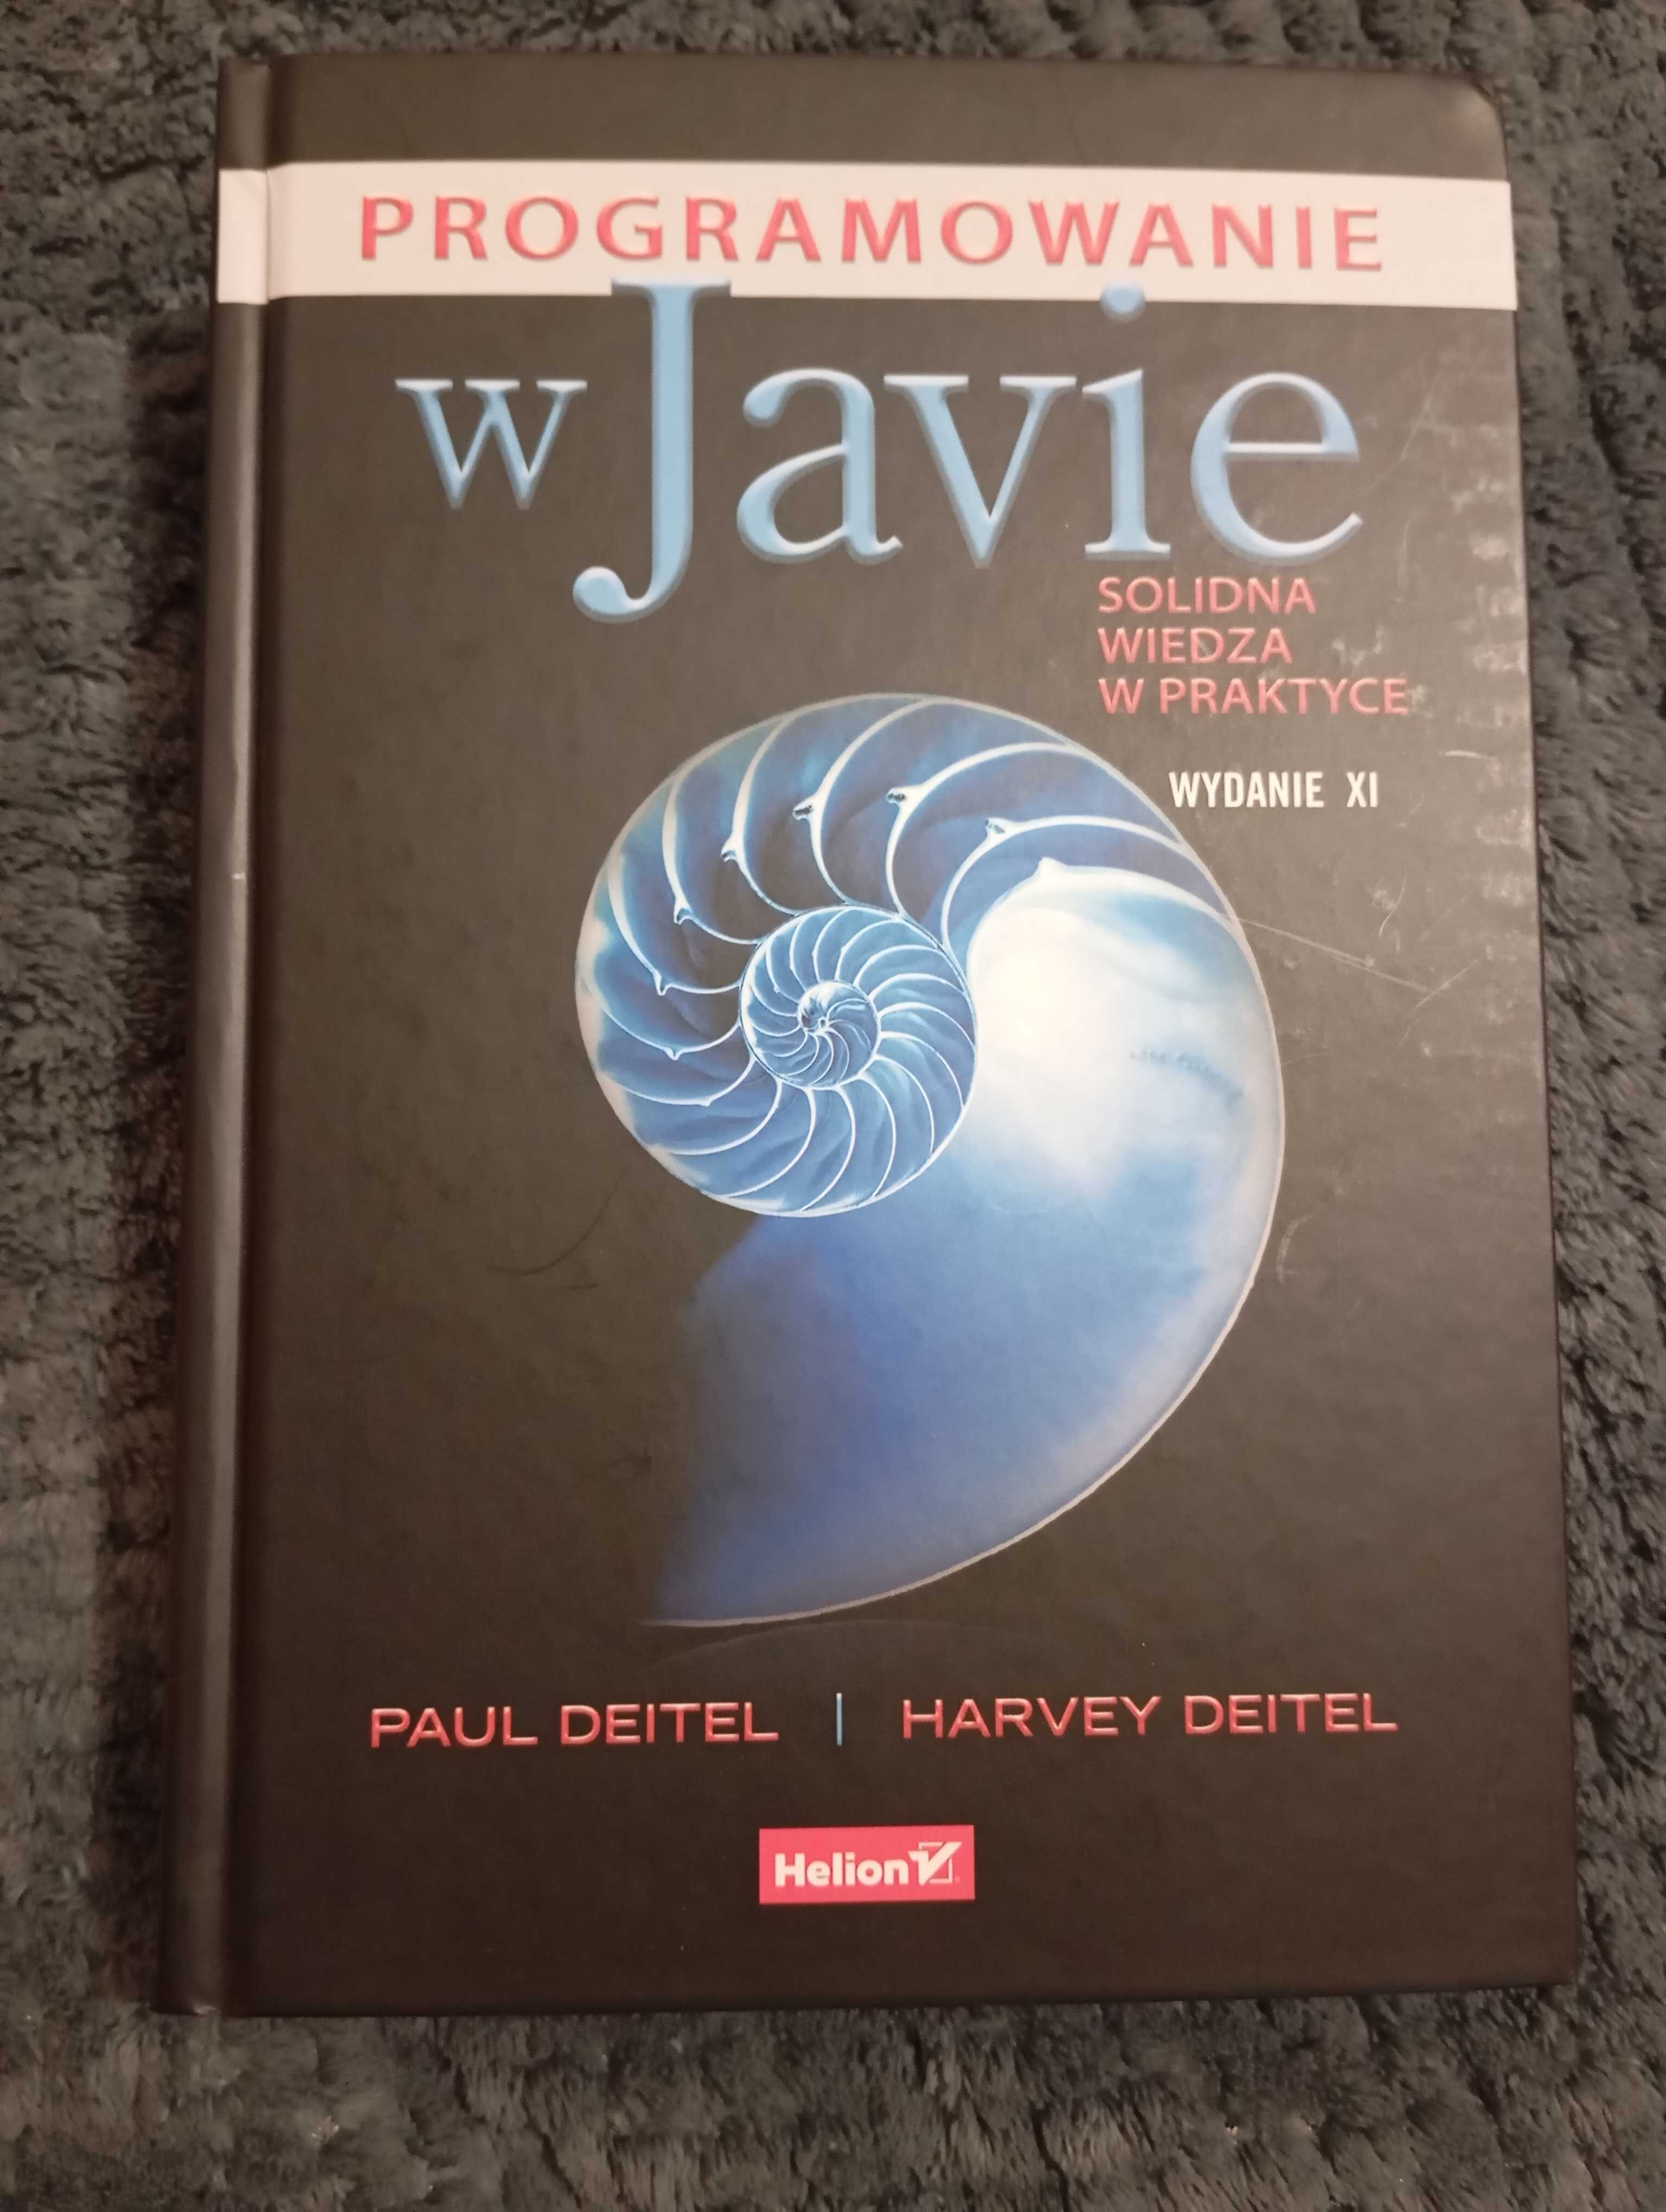 PROGRAMOWANIE
w Javie
SOLIDNA
WIEDZA
W PRAKTYCE
WYDANIE XI
PAUL DEITEL | HARVEY DEITEL
Helion